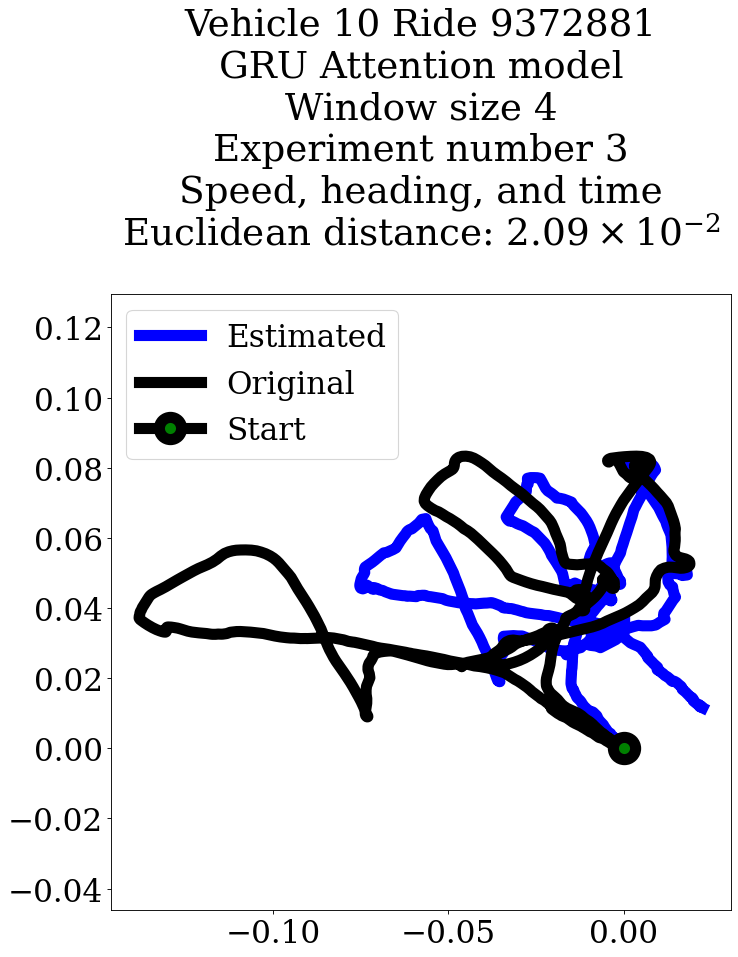 Vehicle 10 Ride 9372881
GRU Attention model
Window size 4
Experiment number 3
Speed, heading, and time
Euclidean distance: 2.09 × 10⁻²
Estimated
Original
Start
0.12
0.10
0.08
0.06
0.04
0.02
0.00
−0.02
−0.04
−0.10
−0.05
0.00